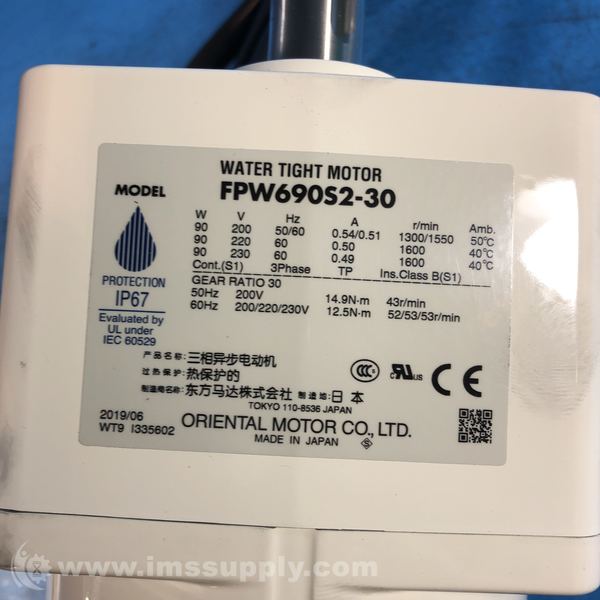 WATER TIGHT MOTOR
MODEL FPW690S2-30
W V Hz A r/min Amb.
90 200 50/60 0.54/0.51 1300/1550 50°C
90 220 60 0.50 1600 40°C
90 230 60 0.49 1600 40°C
Cont.(S1) 3Phase TP Ins.Class B(S1)
GEAR RATIO 30
50Hz 200V 14.9N·m 43r/min
60Hz 200/220/230V 12.5N·m 52/53/53r/min
PROTECTION
IP67
Evaluated by
UL under
IEC 60529
产品名称:三相异步电动机
过热保护:热保护的
制造商名称:东方马达株式会社 制造地:日本
TOKYO 110-8536 JAPAN
CCC
c RU US
CE
2019/06
WT9 I335602
ORIENTAL MOTOR CO., LTD.
MADE IN JAPAN
S
www.imssupply.com